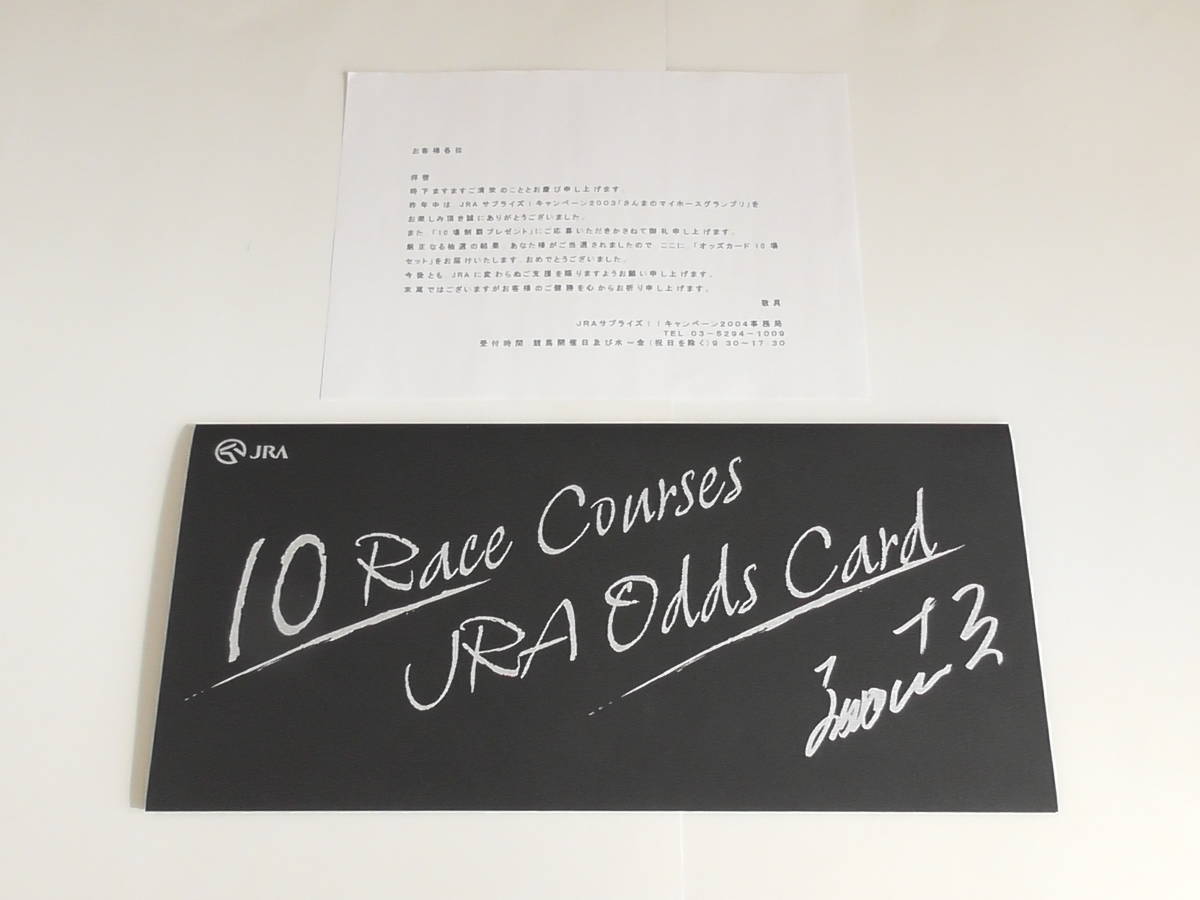 お客様各位
拝啓
時下ますますご清栄のこととお慶び申し上げます。
昨年中は、JRAサプライズ!キャンペーン2003「さんまのマイホースグランプリ」を
お楽しみ頂き誠にありがとうございました。
また、「10場制覇プレゼント」にご応募いただきかさねて御礼申し上げます。
厳正なる抽選の結果、あなた様がご当選されましたので、ここに、「オッズカード10場
セット」をお届けいたします。おめでとうございました。
今後とも、JRAに変わらぬご支援を賜りますようお願い申し上げます。
末尾ではございますがお客様のご健勝を心からお祈り申し上げます。
敬具
JRAサプライズ!!キャンペーン2004事務局
TEL 03-5294-1009
受付時間 競馬開催日及び水～金(祝日を除く)9:30～17:30
JRA
10 Race Courses
JRA Odds Card